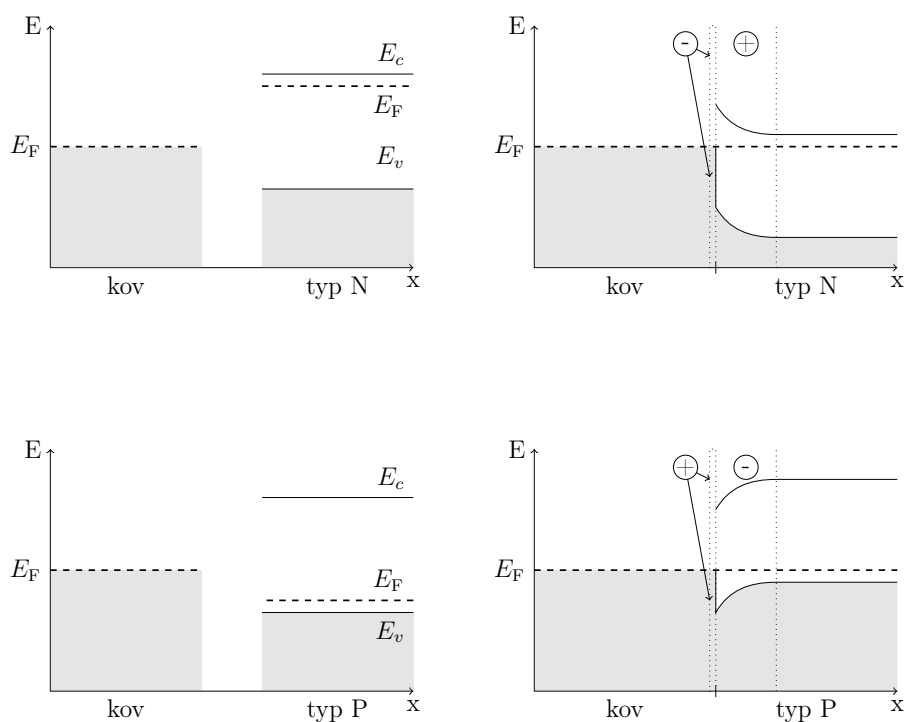 E
E_c
E_F
E_F
E_v
kov
typ N
x
E
-
+
E_F
kov
typ N
x
E
E_c
E_F
E_F
E_v
kov
typ P
x
E
+
-
E_F
kov
typ P
x